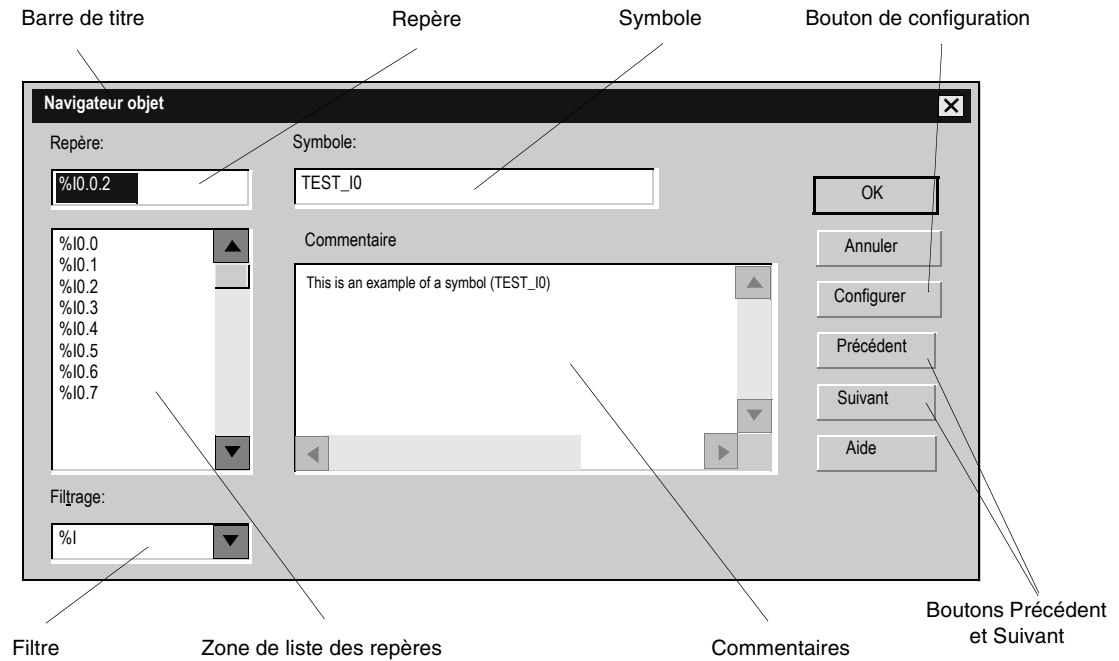 Barre de titre
Repère
Symbole
Bouton de configuration
Navigateur objet
Repère:
Symbole:
%I0.0.2
TEST_I0
OK
%I0.0
%I0.1
%I0.2
%I0.3
%I0.4
%I0.5
%I0.6
%I0.7
Commentaire
This is an example of a symbol (TEST_I0)
Annuler
Configurer
Précédent
Suivant
Aide
Filtrage:
%I
Filtre
Zone de liste des repères
Commentaires
Boutons Précédent
et Suivant